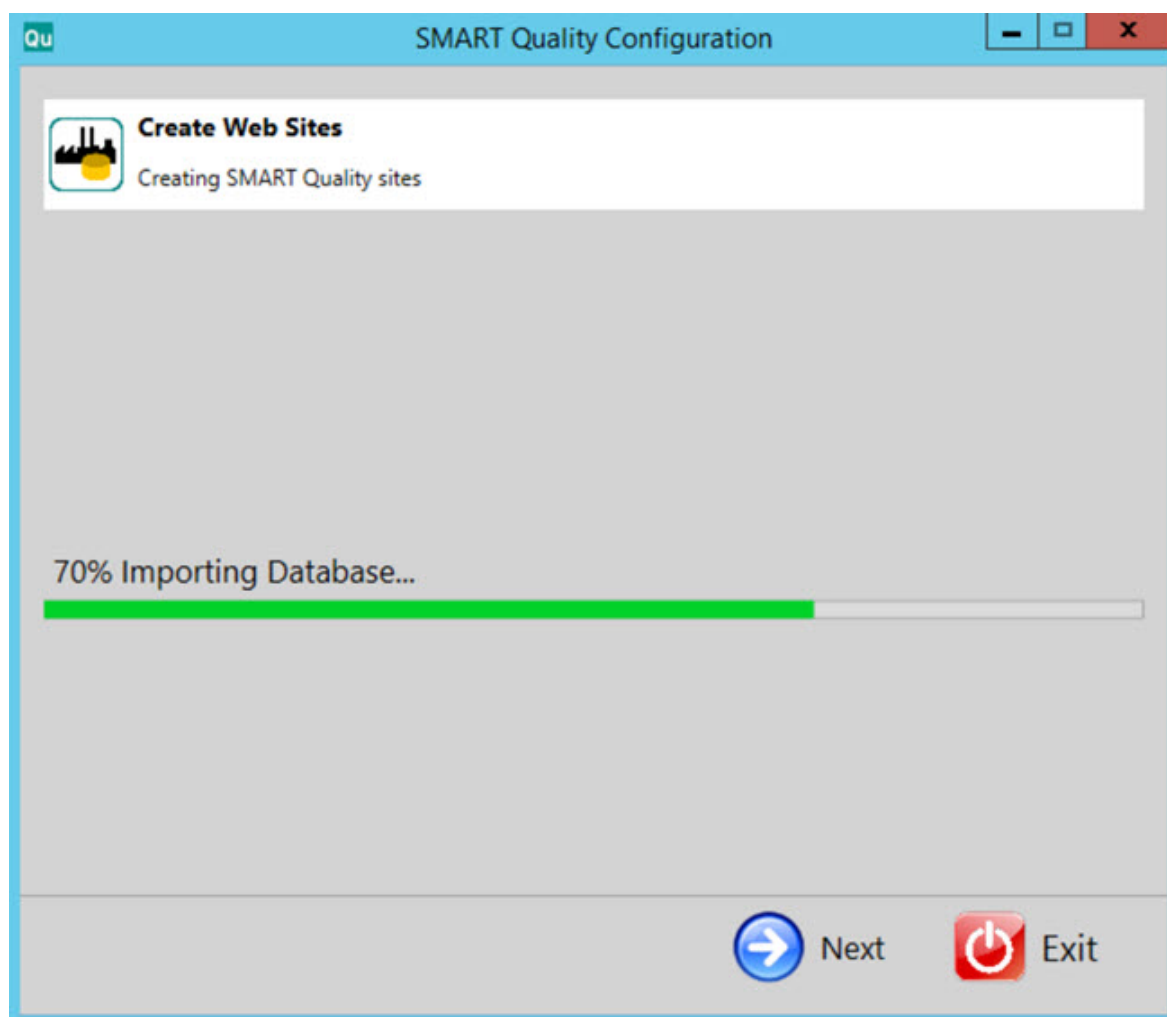 Qu
SMART Quality Configuration
Create Web Sites
Creating SMART Quality sites
70% Importing Database...
Next
Exit